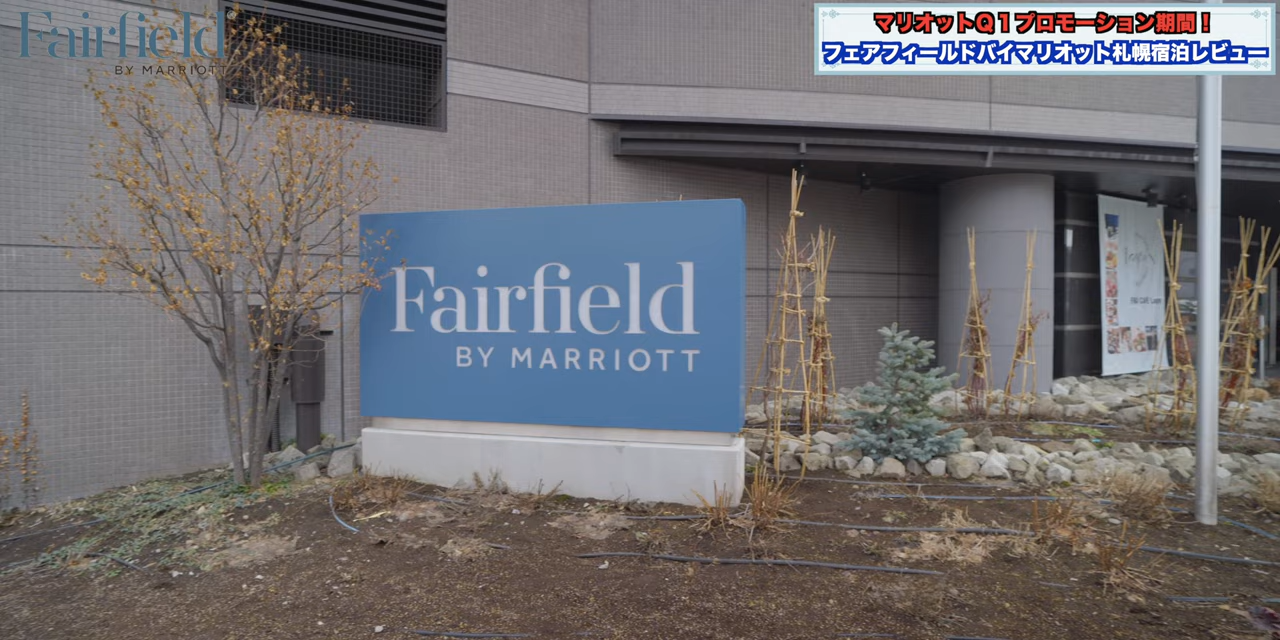 Fairfield
BY MARRIOTT
マリオットQ1プロモーション期間！
フェアフィールドバイマリオット札幌宿泊レビュー
Fairfield
BY MARRIOTT